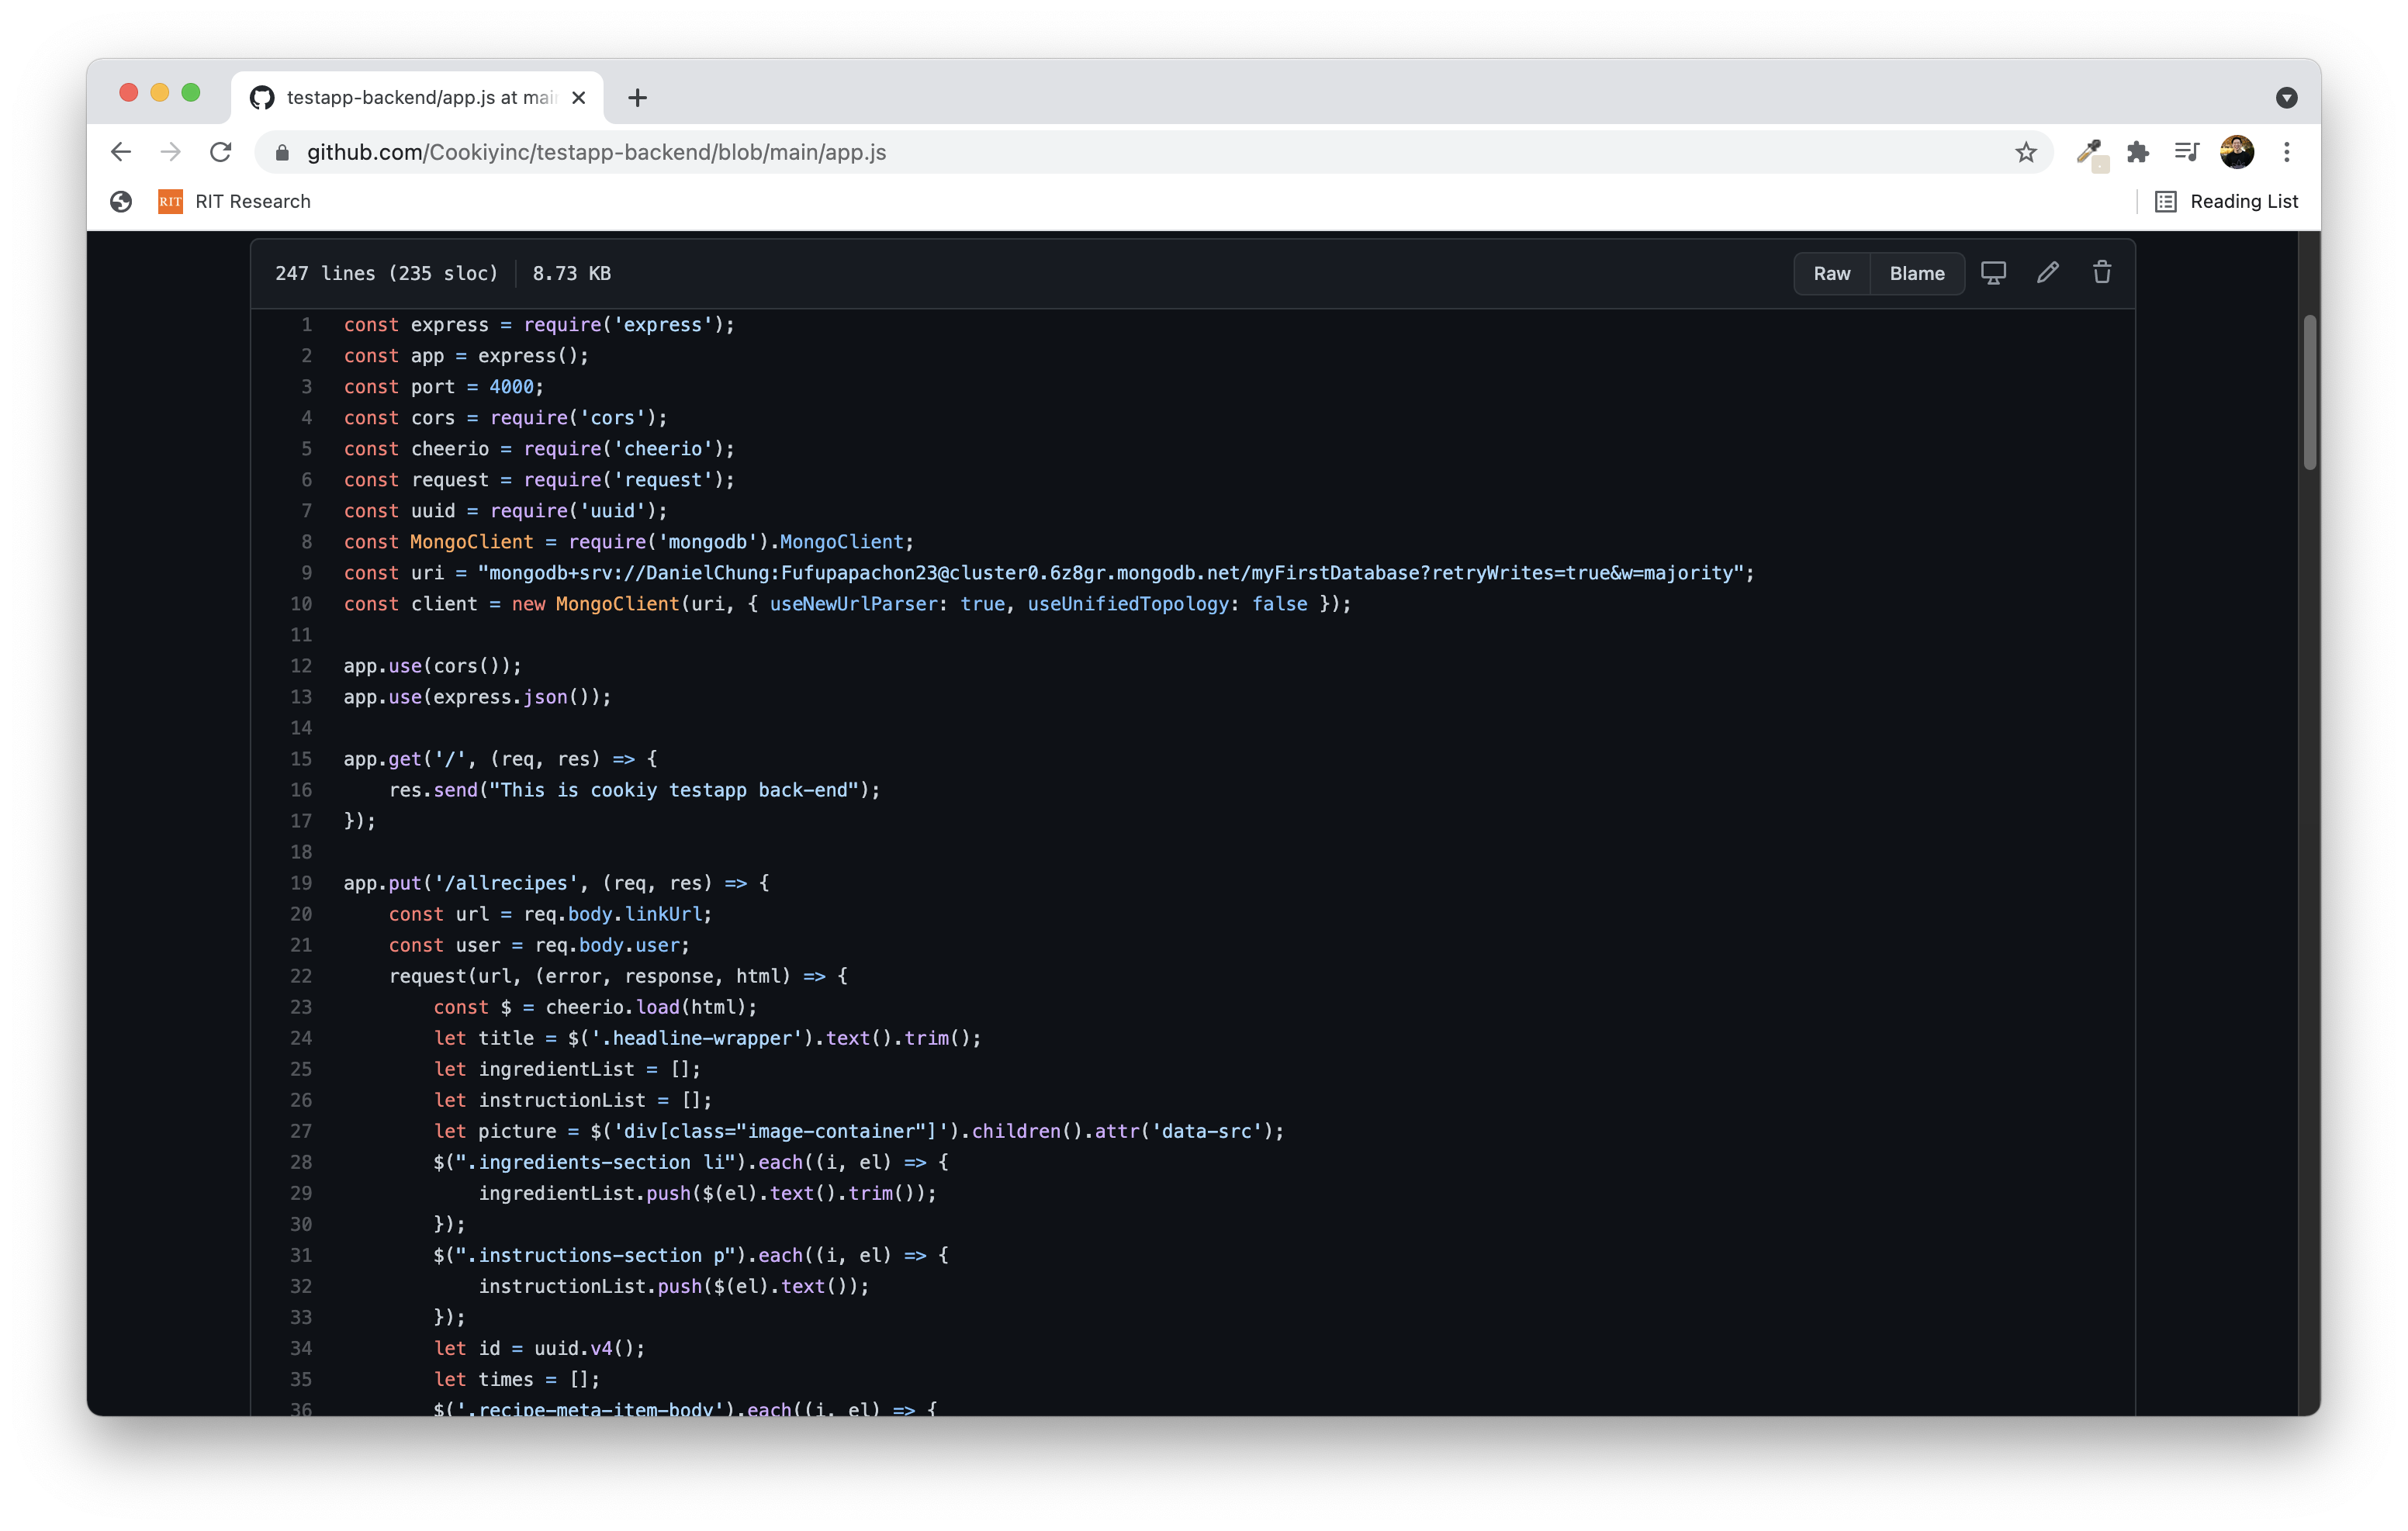 testapp-backend/app.js at mai
github.com/Cookiyinc/testapp-backend/blob/main/app.js
RIT RIT Research
Reading List
247 lines (235 sloc) 8.73 KB
Raw Blame
1 const express = require('express');
2 const app = express();
3 const port = 4000;
4 const cors = require('cors');
5 const cheerio = require('cheerio');
6 const request = require('request');
7 const uuid = require('uuid');
8 const MongoClient = require('mongodb').MongoClient;
9 const uri = "mongodb+srv://DanielChung:Fufupapachon23@cluster0.6z8gr.mongodb.net/myFirstDatabase?retryWrites=true&w=majority";
10 const client = new MongoClient(uri, { useNewUrlParser: true, useUnifiedTopology: false });
11
12 app.use(cors());
13 app.use(express.json());
14
15 app.get('/', (req, res) => {
16     res.send("This is cookiy testapp back-end");
17 });
18
19 app.put('/allrecipes', (req, res) => {
20     const url = req.body.linkUrl;
21     const user = req.body.user;
22     request(url, (error, response, html) => {
23         const $ = cheerio.load(html);
24         let title = $('.headline-wrapper').text().trim();
25         let ingredientList = [];
26         let instructionList = [];
27         let picture = $('div[class="image-container"]').children().attr('data-src');
28         $(".ingredients-section li").each((i, el) => {
29             ingredientList.push($(el).text().trim());
30         });
31         $(".instructions-section p").each((i, el) => {
32             instructionList.push($(el).text());
33         });
34         let id = uuid.v4();
35         let times = [];
36         $('.recipe-meta-item-body').each((i, el) => {